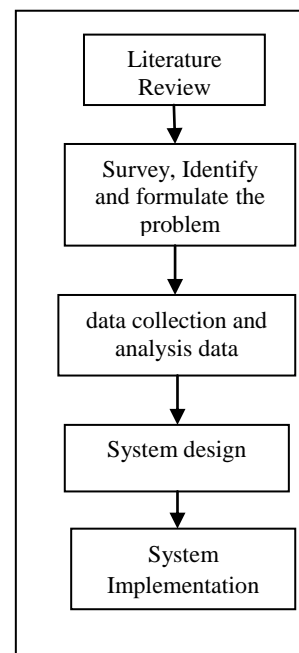 Literature
Review
Survey, Identify
and formulate the
problem
data collection and
analysis data
System design
System
Implementation